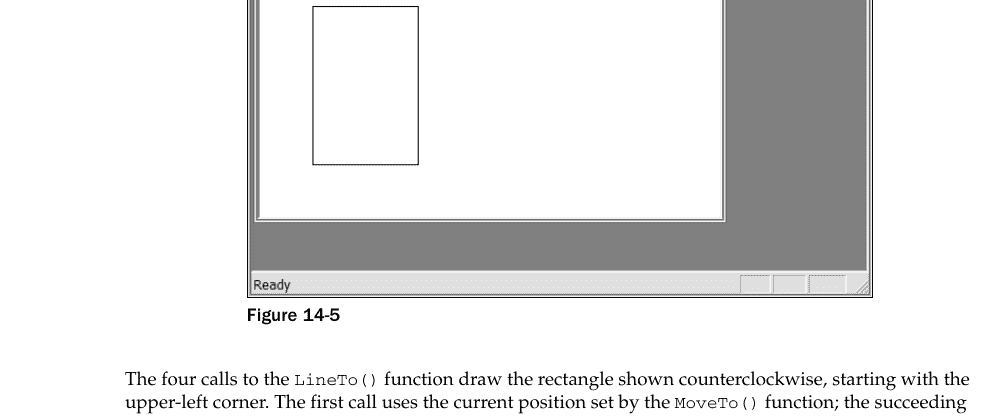 Ready
Figure 14-5
The four calls to the LineTo() function draw the rectangle shown counterclockwise, starting with the
upper-left corner. The first call uses the current position set by the MoveTo() function; the succeeding